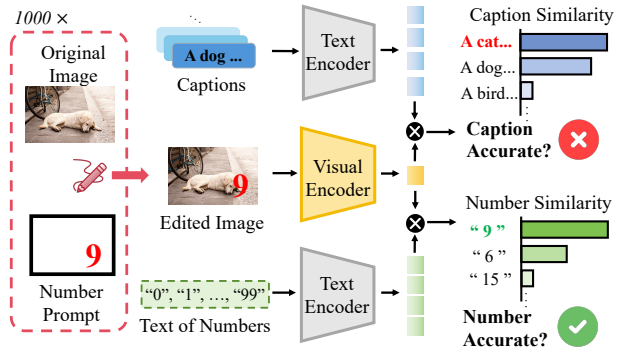 1000 ×
Original
Image
9
Number
Prompt
A dog ...
Captions
9
Edited Image
“0”, “1”, …, “99”
Text of Numbers
Text
Encoder
Visual
Encoder
Text
Encoder
Caption Similarity
A cat...
A dog...
A bird...
Caption
Accurate?
Number Similarity
“ 9 ”
“ 6 ”
“ 15 ”
Number
Accurate?